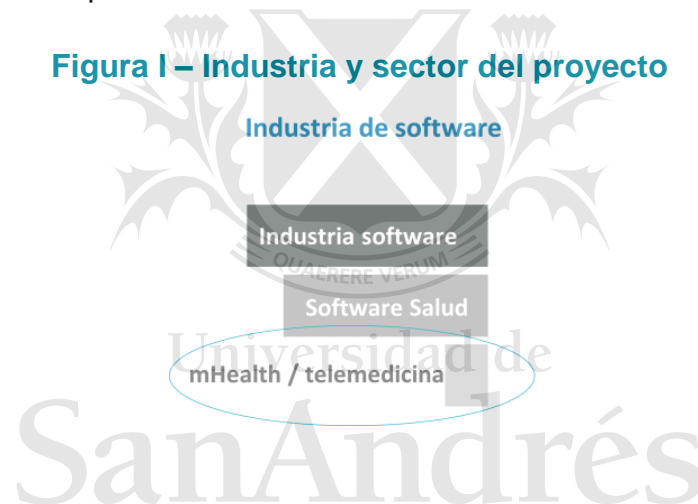 Figura I – Industria y sector del proyecto
Industria de software
Industria software
QUAERERE VERUM
Software Salud
Universidad de
mHealth / telemedicina
SanAndrés